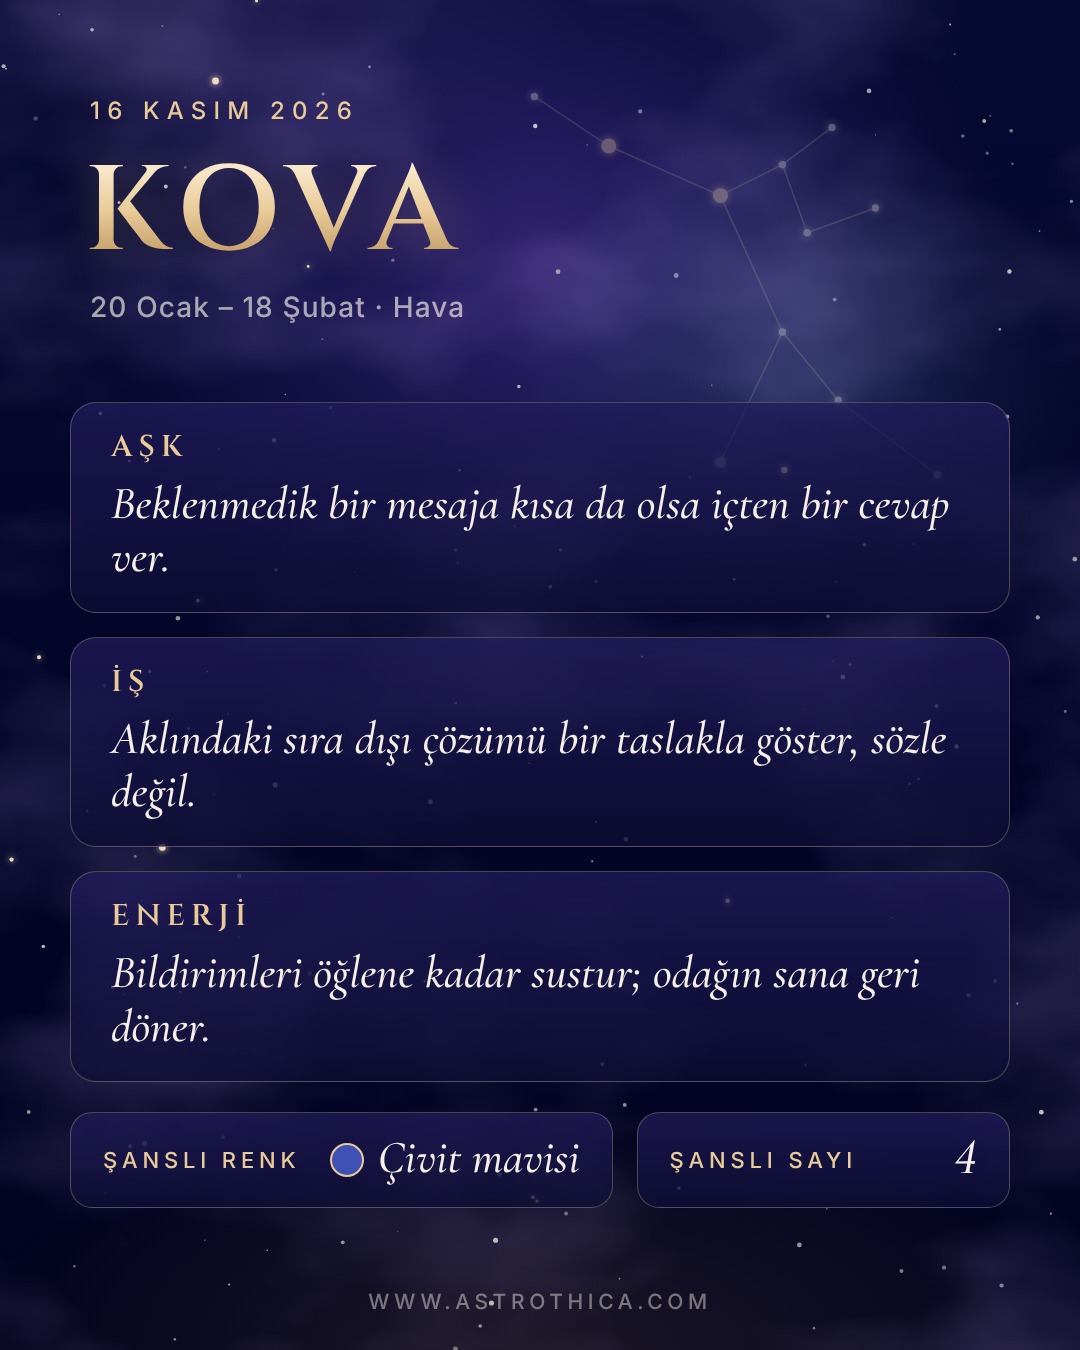 16 KASIM 2026
KOVA
20 Ocak – 18 Şubat · Hava
AŞK
Beklenmedik bir mesaja kısa da olsa içten bir cevap
ver.
İŞ
Aklındaki sıra dışı çözümü bir taslakla göster, sözle
değil.
ENERJİ
Bildirimleri öğlene kadar sustur; odağın sana geri
döner.
ŞANSLI RENK Çivit mavisi
ŞANSLI SAYI 4
WWW.ASTROTHICA.COM